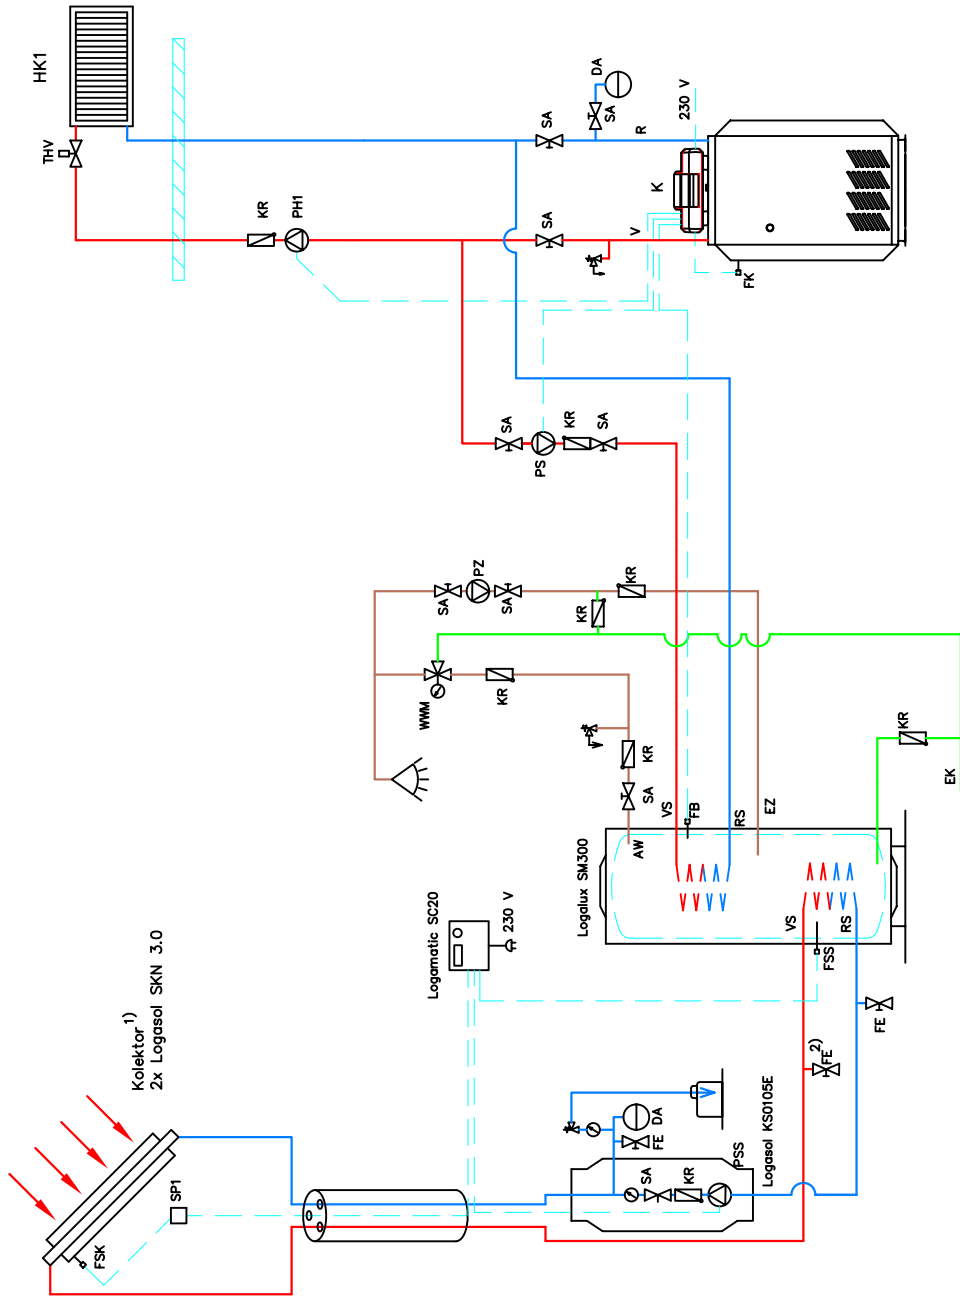 HK1
THV
KR
PH1
SA
DA
SA
R
230 V
K
SA
V
FK
SA
PS
KR
SA
PZ
SA
SA
KR
KR
WWM
KR
KR
SA
AW
VS
FB
RS
EZ
KR
EK
Logalux SM300
VS
RS
FSS
Logamatic SC20
230 V
FE
2)
FE
Kolektor 1)
2x Logasol SKN 3.0
SP1
FSK
DA
FE
SA
KR
PSS
Logasol KS0105E